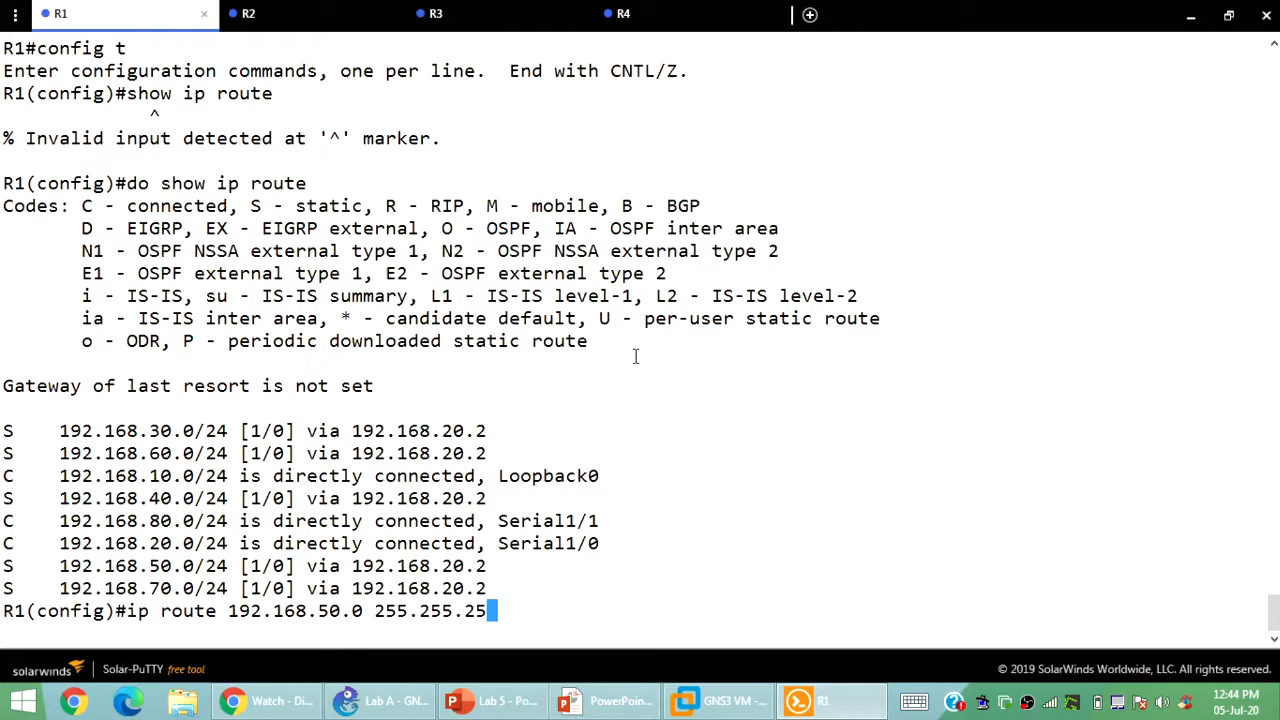 R1 × R2 R3 R4
R1#config t
Enter configuration commands, one per line.  End with CNTL/Z.
R1(config)#show ip route
             ^
% Invalid input detected at '^' marker.
R1(config)#do show ip route
Codes: C - connected, S - static, R - RIP, M - mobile, B - BGP
       D - EIGRP, EX - EIGRP external, O - OSPF, IA - OSPF inter area
       N1 - OSPF NSSA external type 1, N2 - OSPF NSSA external type 2
       E1 - OSPF external type 1, E2 - OSPF external type 2
       i - IS-IS, su - IS-IS summary, L1 - IS-IS level-1, L2 - IS-IS level-2
       ia - IS-IS inter area, * - candidate default, U - per-user static route
       o - ODR, P - periodic downloaded static route
Gateway of last resort is not set
S    192.168.30.0/24 [1/0] via 192.168.20.2
S    192.168.60.0/24 [1/0] via 192.168.20.2
C    192.168.10.0/24 is directly connected, Loopback0
S    192.168.40.0/24 [1/0] via 192.168.20.2
C    192.168.80.0/24 is directly connected, Serial1/1
C    192.168.20.0/24 is directly connected, Serial1/0
S    192.168.50.0/24 [1/0] via 192.168.20.2
S    192.168.70.0/24 [1/0] via 192.168.20.2
R1(config)#ip route 192.168.50.0 255.255.25
solarwinds Solar-PuTTY free tool © 2019 SolarWinds Worldwide, LLC. All rights reserved.
Watch - Di... Lab A - GN... Lab 5 - Po... PowerPoin... GNS3 VM -... R1 12:44 PM
05-Jul-20